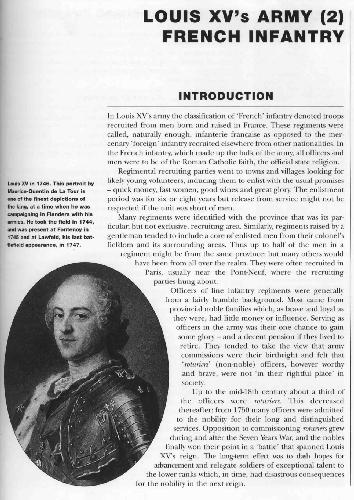 LOUIS XV's ARMY (2)
FRENCH INFANTRY
INTRODUCTION
In Louis XV's army the classification of 'French' infantry denoted troops
recruited from men born and raised in France. These regiments were
called, naturally enough, infanterie française as opposed to the mer-
cenary 'foreign' infantry recruited elsewhere from other nationalities. In
the French infantry, which made up the bulk of the army, all officers and
men were to be of the Roman Catholic faith, the official state religion.
Regimental recruiting parties went to towns and villages looking for
likely young volunteers, inducing them to enlist with the usual promises
– quick money, fast women, good wines and great glory. The enlistment
period was for six or eight years but release from service might not be
respected if the unit was short of men.
Many regiments were identified with the province that was its par-
ticular, but not exclusive, recruiting area. Similarly, regiments raised by a
gentleman tended to include a core of enlisted men from their colonel's
fiefdom and its surrounding areas. Thus up to half of the men in a
regiment might be from the same province but many others would
have been from all over the realm. They were often recruited in
Paris, usually near the Pont-Neuf, where the recruiting
parties hung about.
Officers of line infantry regiments were generally
from a fairly humble background. Most came from
provincial noble families which, as brave and loyal as
they were, had little money or influence. Serving as
officers in the army was their one chance to gain
some glory – and a decent pension if they lived to
retire. They tended to take the view that army
commissions were their birthright and felt that
'roturiers' (non-noble) officers, however worthy
and brave, were not 'in their rightful place' in
society.
Up to the mid-18th century about a third of
the officers were roturiers. This decreased
thereafter: from 1750 many officers were admitted
to the nobility for their long and distinguished
services. Opposition to commissioning roturiers grew
during and after the Seven Years War, and the nobles
finally won their point in a 'battle' that spanned Louis
XV's reign. The long-term effect was to dash hopes for
advancement and relegate soldiers of exceptional talent to
the lower ranks which, in time, had disastrous consequences
for the nobility in the next reign.
Louis XV in 1748. This portrait by
Maurice-Quentin de La Tour is
one of the finest depictions of
the king, at a time when he was
campaigning in Flanders with his
armies. He took the field in 1744,
and was present at Fontenoy in
1745 and at Lawfeld, his last bat-
tlefield appearance, in 1747.